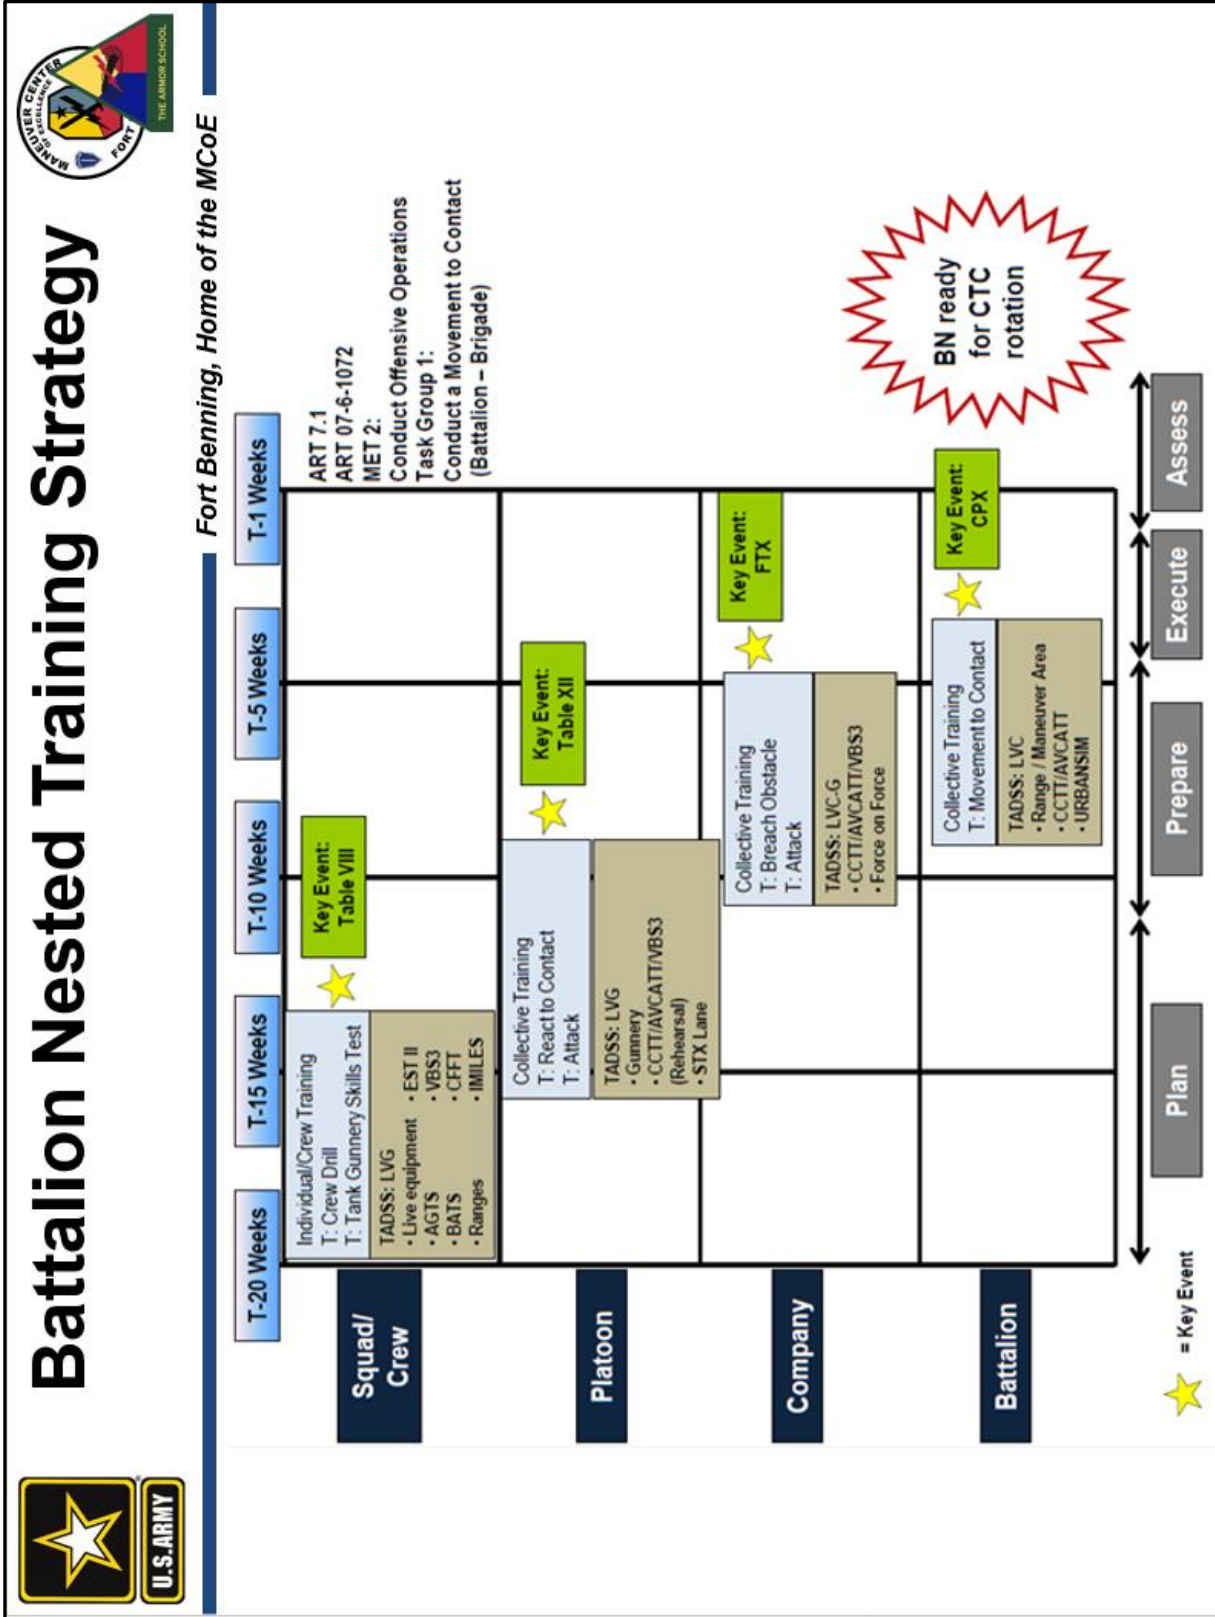 Battalion Nested Training Strategy
U.S.ARMY
MANEUVER CENTER
OF EXCELLENCE
FORT
THE ARMOR SCHOOL
Fort Benning, Home of the MCoE
T-20 Weeks
T-15 Weeks
T-10 Weeks
T-5 Weeks
T-1 Weeks
Squad/
Crew
Individual/Crew Training
T: Crew Drill
T: Tank Gunnery Skills Test
TADSS: LVG
• Live equipment
• AGTS
• BATS
• Ranges
• EST II
• VBS3
• CFFT
• IMILES
Key Event:
Table VIII
ART 7.1
ART 07-6-1072
MET 2:
Conduct Offensive Operations
Task Group 1:
Conduct a Movement to Contact
(Battalion – Brigade)
Platoon
Collective Training
T: React to Contact
T: Attack
TADSS: LVG
• Gunnery
• CCTT/AVCATT/VBS3
(Rehearsal)
• STX Lane
Key Event:
Table XII
Company
Collective Training
T: Breach Obstacle
T: Attack
TADSS: LVC-G
• CCTT/AVCATT/VBS3
• Force on Force
Key Event:
FTX
Battalion
Collective Training
T: Movement to Contact
TADSS: LVC
• Range / Maneuver Area
• CCTT/AVCATT
• URBANSIM
Key Event:
CPX
BN ready
for CTC
rotation
Plan
Prepare
Execute
Assess
= Key Event